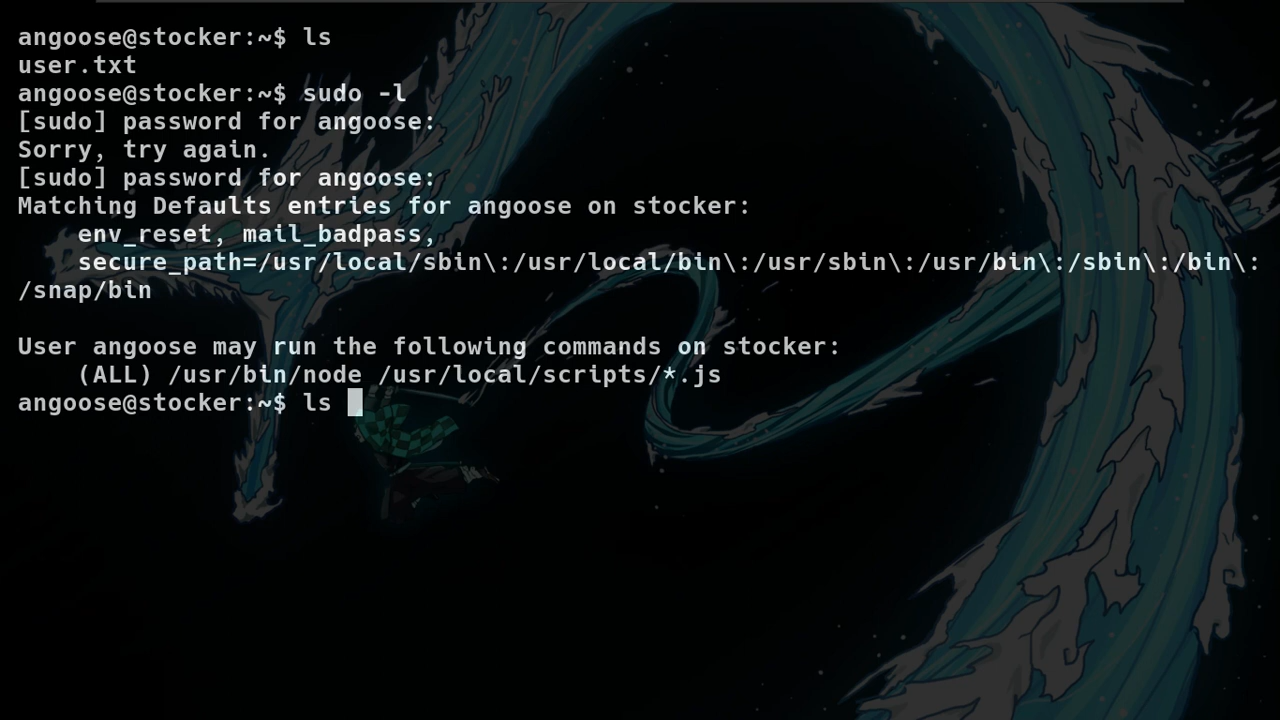 angoose@stocker:~$ ls
user.txt
angoose@stocker:~$ sudo -l
[sudo] password for angoose:
Sorry, try again.
[sudo] password for angoose:
Matching Defaults entries for angoose on stocker:
    env_reset, mail_badpass,
    secure_path=/usr/local/sbin\:/usr/local/bin\:/usr/sbin\:/usr/bin\:/sbin\:/bin\:
/snap/bin

User angoose may run the following commands on stocker:
    (ALL) /usr/bin/node /usr/local/scripts/*.js
angoose@stocker:~$ ls